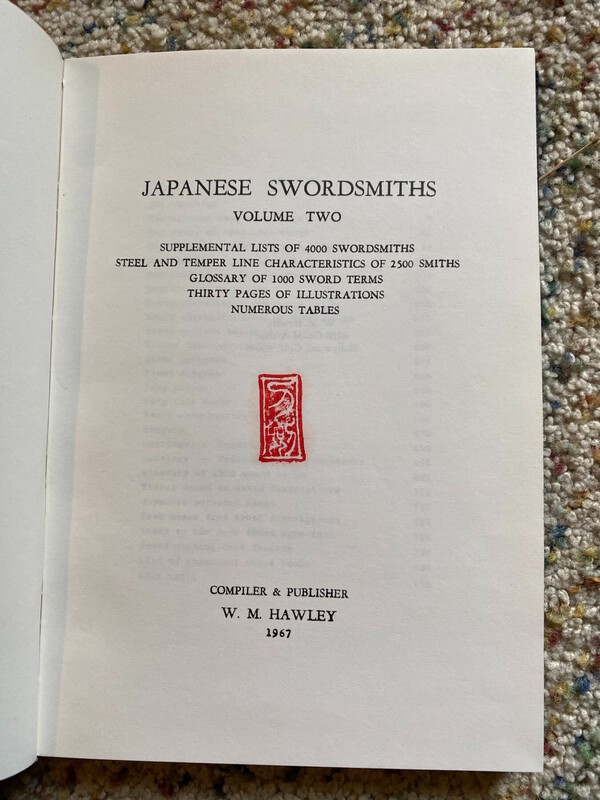 JAPANESE SWORDSMITHS
VOLUME TWO
SUPPLEMENTAL LISTS OF 4000 SWORDSMITHS
STEEL AND TEMPER LINE CHARACTERISTICS OF 2500 SMITHS
GLOSSARY OF 1000 SWORD TERMS
THIRTY PAGES OF ILLUSTRATIONS
NUMEROUS TABLES
COMPILER & PUBLISHER
W. M. HAWLEY
1967